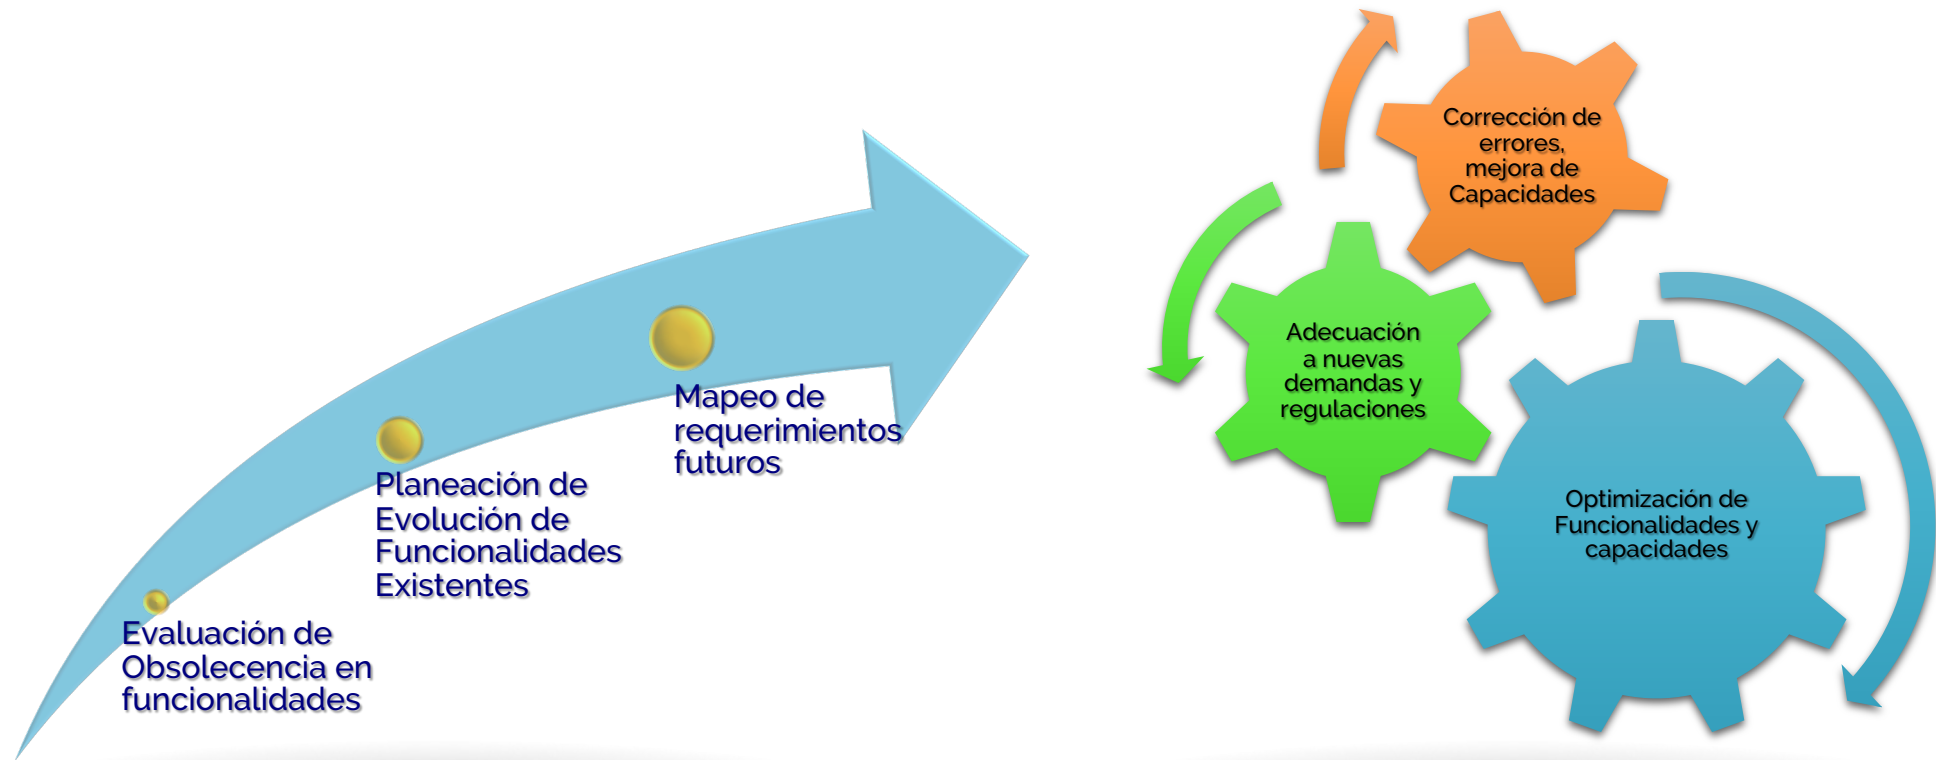 Evaluación de
Obsolecencia en
funcionalidades
Planeación de
Evolución de
Funcionalidades
Existentes
Mapeo de
requerimientos
futuros
Corrección de
errores,
mejora de
Capacidades
Adecuación
a nuevas
demandas y
regulaciones
Optimización de
Funcionalidades y
capacidades